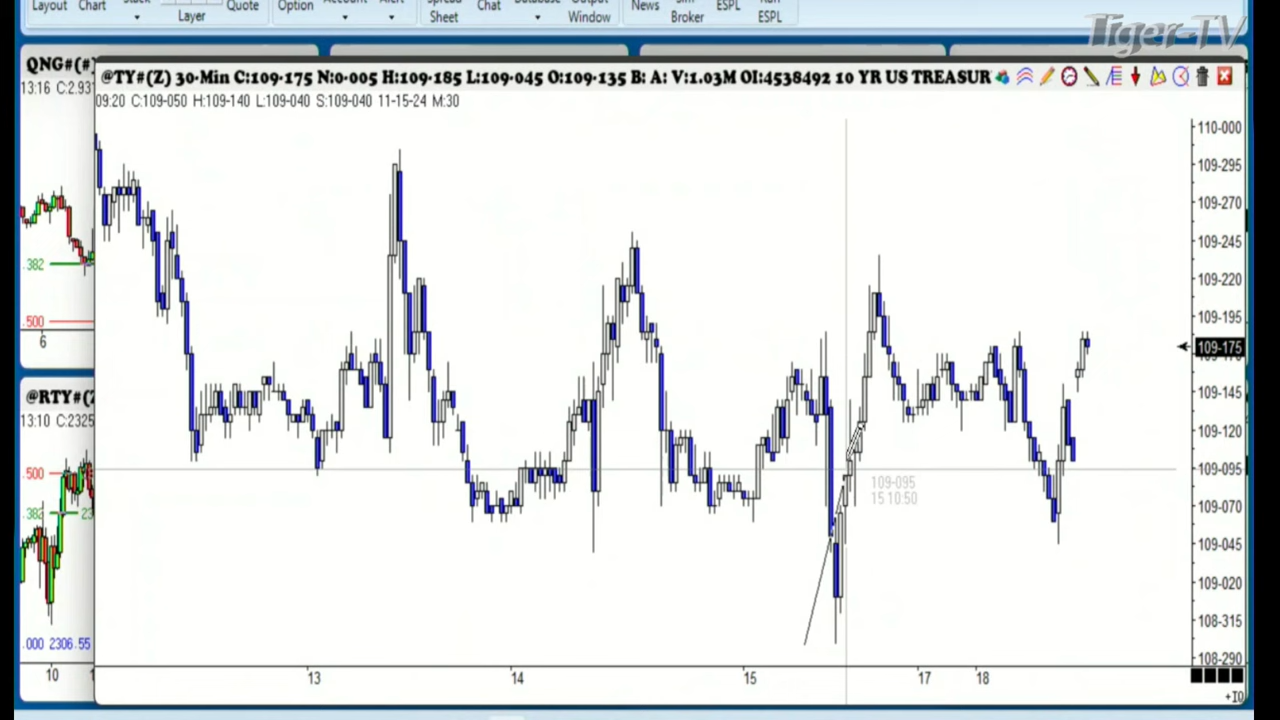 Layout Chart Layer Quote Option Spread Sheet Chat Output Window News Broker ESPL ESPL
Tiger-TV
QNG#(#)
13:16 C:2.93
@TY#(Z) 30-Min C:109-175 N:0-005 H:109-185 L:109-045 O:109-135 B: A: V:1.03M OI:4538492 10 YR US TREASUR
09:20 C:109-050 H:109-140 L:109-040 S:109-040 11-15-24 M:30
110-000
109-295
109-270
109-245
109-220
109-195
109-175
109-145
109-120
109-095
109-070
109-045
109-020
108-315
108-290
109-095
15 10:50
.382
.500
6
@RTY#(Z
13:10 C:2325
.500
.382 23
.000 2306.55
10
13 14 15 17 18
+10